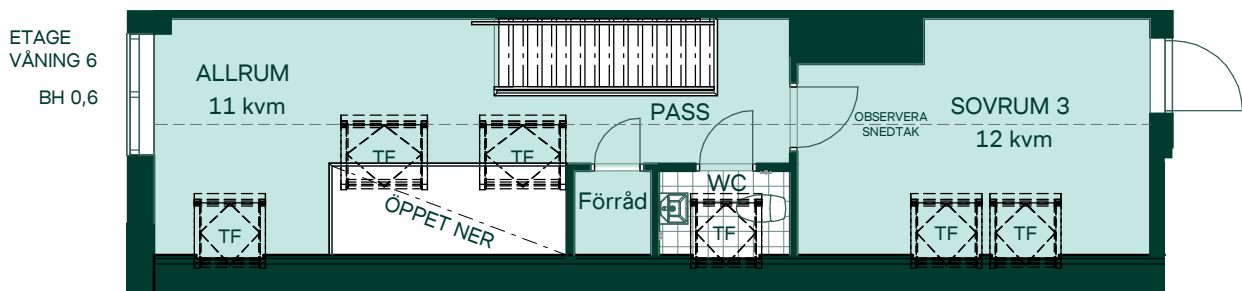 ETAGE
VÅNING 6
BH 0,6
ALLRUM
11 kvm
PASS
OBSERVERA
SNEDTAK
SOVRUM 3
12 kvm
TF
TF
ÖPPET NER
Förråd
WC
TF
TF
TF
TF